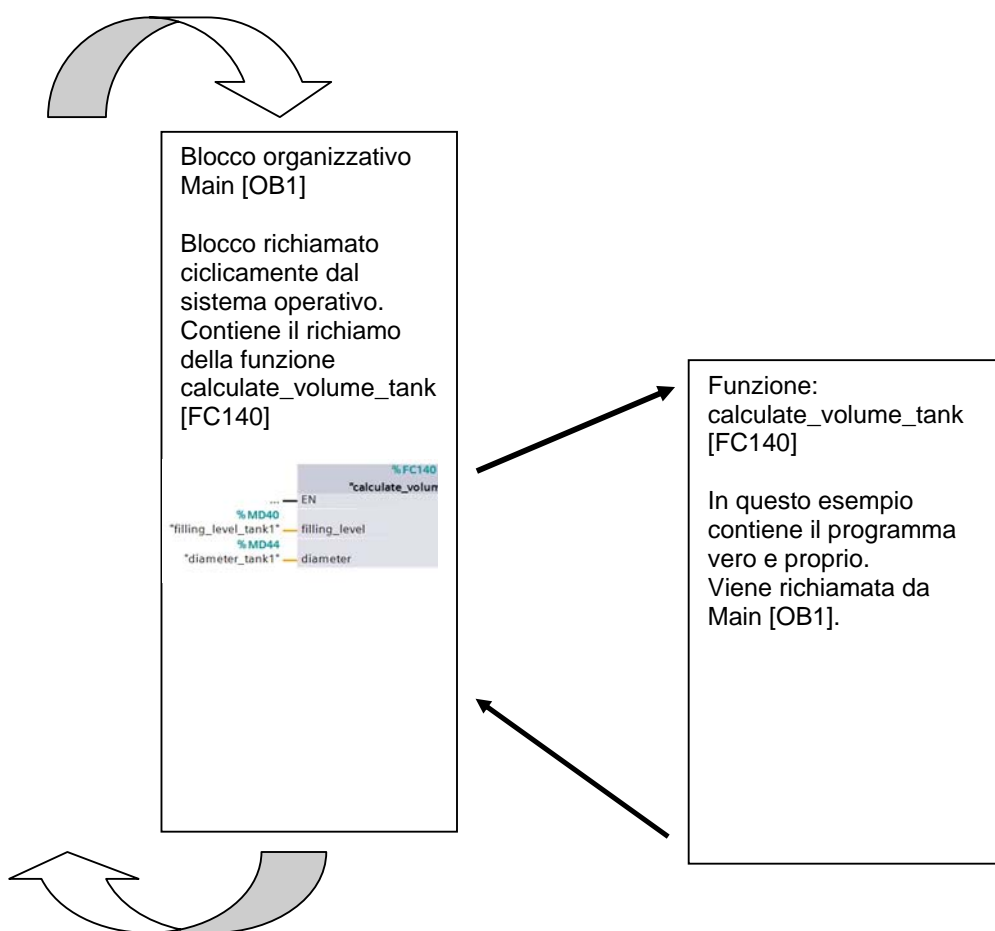 Blocco organizzativo
Main [OB1]
Blocco richiamato
ciclicamente dal
sistema operativo.
Contiene il richiamo
della funzione
calculate_volume_tank
[FC140]
%FC140
"calculate_volum
... EN
%MD40
"filling_level_tank1" filling_level
%MD44
"diameter_tank1" diameter
Funzione:
calculate_volume_tank
[FC140]
In questo esempio
contiene il programma
vero e proprio.
Viene richiamata da
Main [OB1].